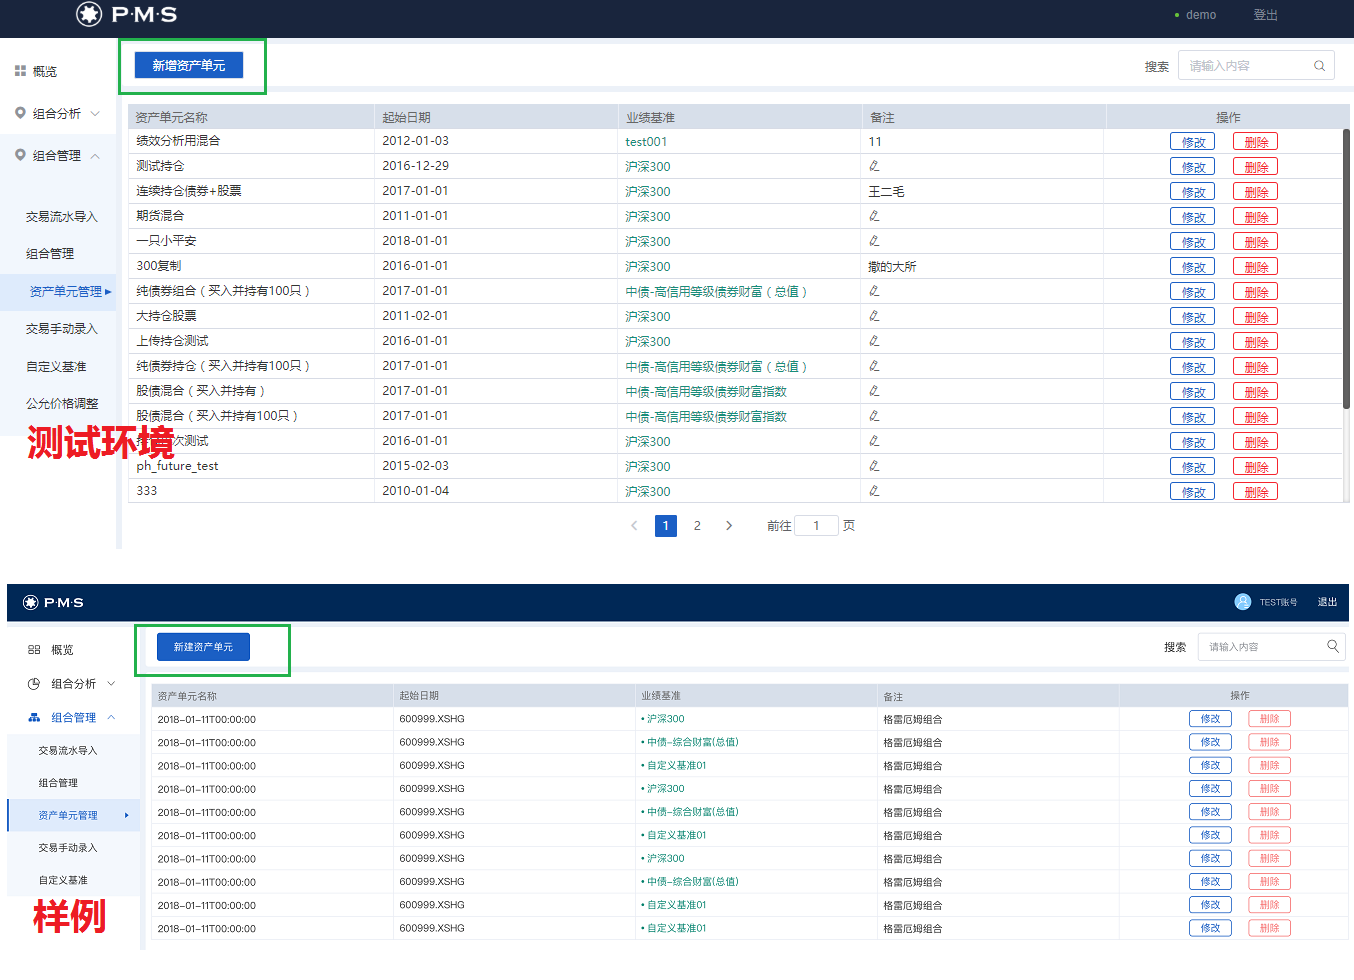 P·M·S
demo 登出
概览
组合分析
组合管理
交易流水导入
组合管理
资产单元管理
交易手动录入
自定义基准
公允价格调整
测试环境
新增资产单元 搜索 请输入内容
资产单元名称 起始日期 业绩基准 备注 操作
绩效分析用混合 2012-01-03 test001 11 修改 删除
测试持仓 2016-12-29 沪深300 修改 删除
连续持仓债券+股票 2017-01-01 沪深300 王二毛 修改 删除
期货混合 2011-01-01 沪深300 修改 删除
一只小平安 2018-01-01 沪深300 修改 删除
300复制 2016-01-01 沪深300 撒的大所 修改 删除
纯债券组合（买入并持有100只） 2017-01-01 中债-高信用等级债券财富（总值） 修改 删除
大持仓股票 2011-02-01 沪深300 修改 删除
上传持仓测试 2016-01-01 沪深300 修改 删除
纯债券持仓（买入并持有100只） 2017-01-01 中债-高信用等级债券财富（总值） 修改 删除
股债混合（买入并持有） 2017-01-01 中债-高信用等级债券财富指数 修改 删除
股债混合（买入并持有100只） 2017-01-01 中债-高信用等级债券财富指数 修改 删除
次测试 2016-01-01 沪深300 修改 删除
ph_future_test 2015-02-03 沪深300 修改 删除
333 2010-01-04 沪深300 修改 删除
1 2 前往 1 页
P·M·S
TEST账号 退出
概览
组合分析
组合管理
交易流水导入
组合管理
资产单元管理
交易手动录入
自定义基准
样例
新建资产单元 搜索 请输入内容
资产单元名称 起始日期 业绩基准 备注 操作
2018-01-11T00:00:00 600999.XSHG •沪深300 格雷厄姆组合 修改 删除
2018-01-11T00:00:00 600999.XSHG •中债-综合财富(总值) 格雷厄姆组合 修改 删除
2018-01-11T00:00:00 600999.XSHG •自定义基准01 格雷厄姆组合 修改 删除
2018-01-11T00:00:00 600999.XSHG •沪深300 格雷厄姆组合 修改 删除
2018-01-11T00:00:00 600999.XSHG •中债-综合财富(总值) 格雷厄姆组合 修改 删除
2018-01-11T00:00:00 600999.XSHG •自定义基准01 格雷厄姆组合 修改 删除
2018-01-11T00:00:00 600999.XSHG •沪深300 格雷厄姆组合 修改 删除
2018-01-11T00:00:00 600999.XSHG •中债-综合财富(总值) 格雷厄姆组合 修改 删除
2018-01-11T00:00:00 600999.XSHG •自定义基准01 格雷厄姆组合 修改 删除
2018-01-11T00:00:00 600999.XSHG •自定义基准01 格雷厄姆组合 修改 删除